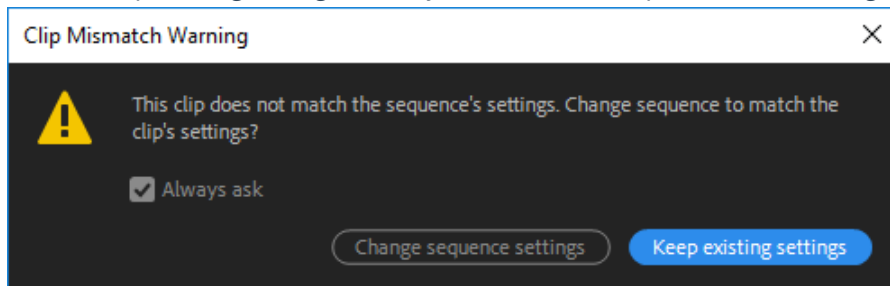 Clip Mismatch Warning
This clip does not match the sequence's settings. Change sequence to match the
clip's settings?
Always ask
Change sequence settings
Keep existing settings